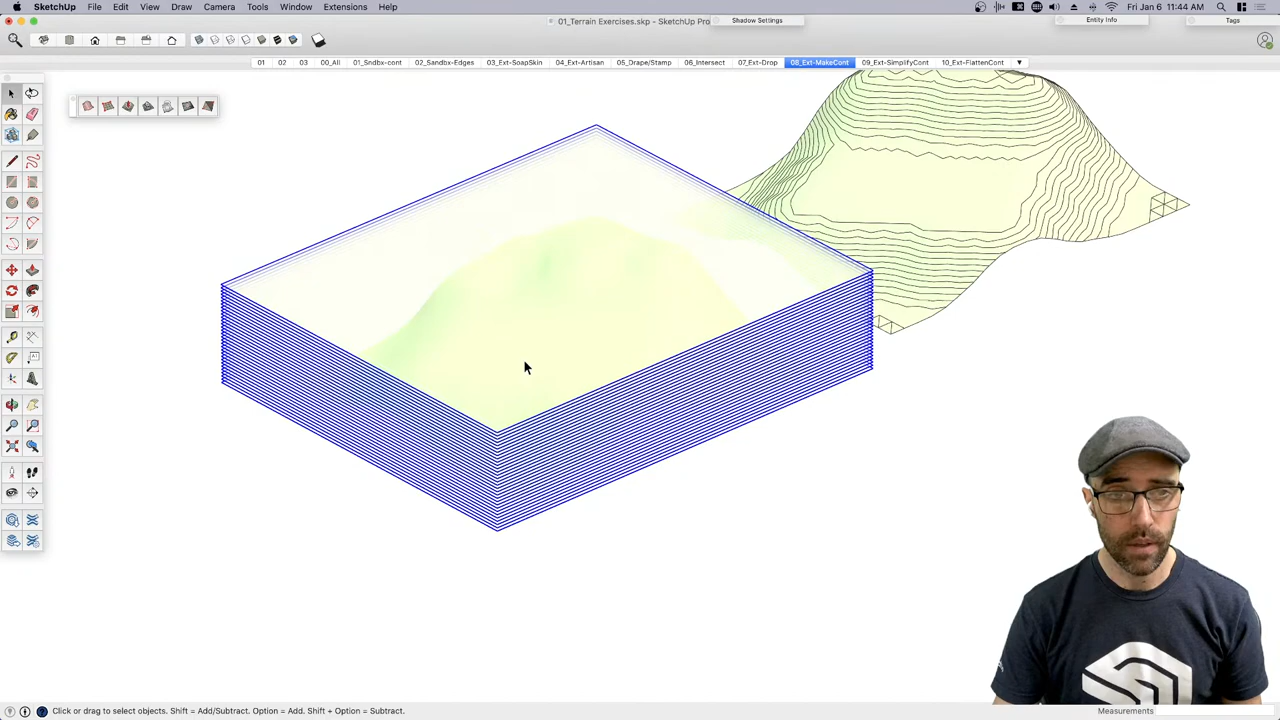 SketchUp File Edit View Camera Draw Tools Window Extensions Help
Fri Jan 6 11:44 AM
01_Terrain Exercises.skp - SketchUp Pro
Shadow Settings
Entity Info
Tags
01 02 03 00_All 01_Sndbx-cont 02_Sandbx-Edges 03_Ext-SoapSkin 04_Ext-Artisan 05_Drape/Stamp 06_Intersect 07_Ext-Drop 08_Ext-MakeCont 09_Ext-SimplifyCont 10_Ext-FlattenCont
Click or drag to select objects. Shift = Add/Subtract. Option = Add. Shift + Option = Subtract.
Measurements